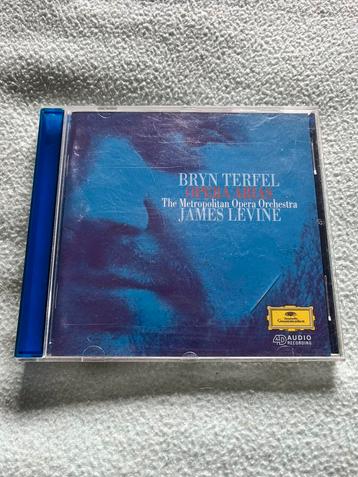 BRYN TERFEL
OPERA ARIAS
The Metropolitan Opera Orchestra
JAMES LEVINE
Deutsche
Grammophon
4D AUDIO
RECORDING